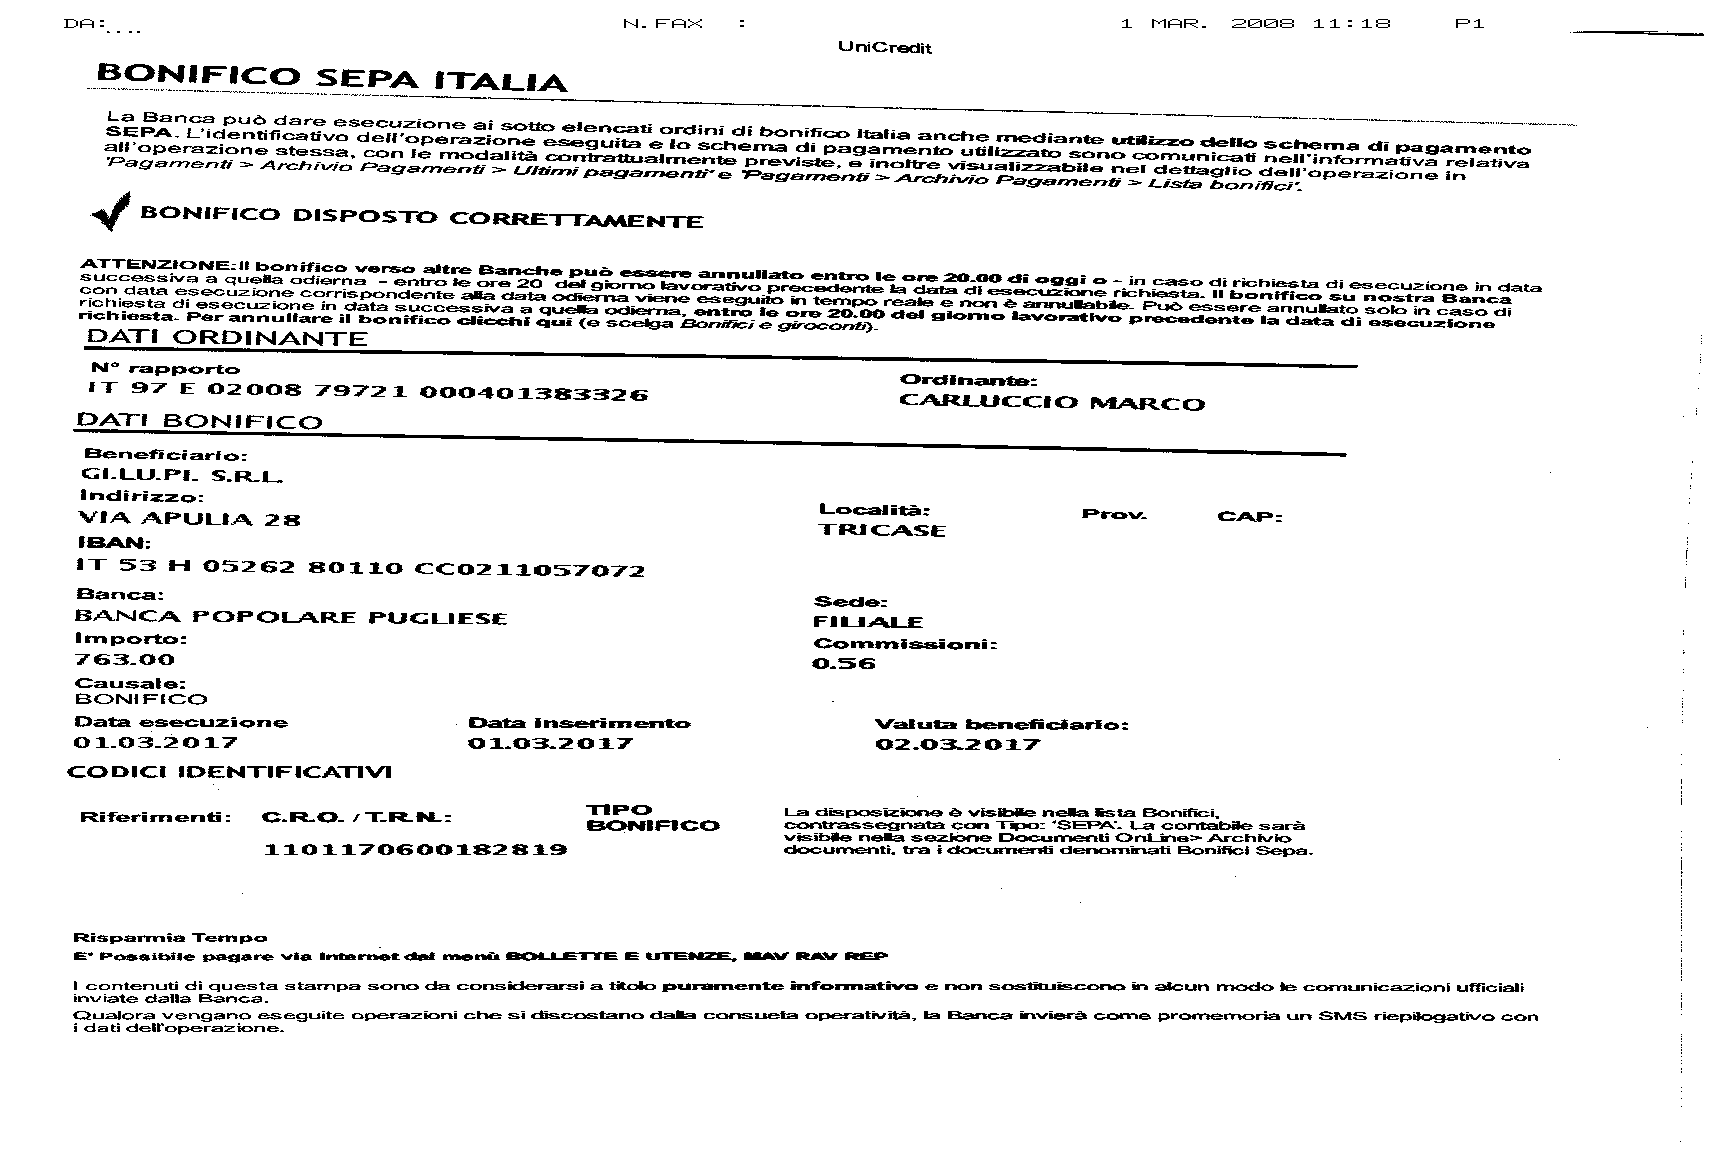 DA:.... N.FAX : 1 MAR. 2008 11:18 P1
UniCredit
BONIFICO SEPA ITALIA
La Banca può dare esecuzione ai sotto elencati ordini di bonifico Italia anche mediante utilizzo dello schema di pagamento
SEPA. L'identificativo dell'operazione eseguita e lo schema di pagamento utilizzato sono comunicati nell'informativa relativa
all'operazione stessa, con le modalità contrattualmente previste, e inoltre visualizzabile nel dettaglio dell'operazione in
'Pagamenti > Archivio Pagamenti > Ultimi pagamenti' e 'Pagamenti > Archivio Pagamenti > Lista bonifici'.
BONIFICO DISPOSTO CORRETTAMENTE
ATTENZIONE:Il bonifico verso altre Banche può essere annullato entro le ore 20.00 di oggi o - in caso di richiesta di esecuzione in data
successiva a quella odierna - entro le ore 20 del giorno lavorativo precedente la data di esecuzione richiesta. Il bonifico su nostra Banca
con data esecuzione corrispondente alla data odierna viene eseguito in tempo reale e non è annullabile. Può essere annullato solo in caso di
richiesta di esecuzione in data successiva a quella odierna, entro le ore 20.00 del giorno lavorativo precedente la data di esecuzione
richiesta. Per annullare il bonifico clicchi qui (e scelga Bonifici e giroconti).
DATI ORDINANTE
N° rapporto Ordinante:
IT 97 E 02008 79721 000401383326 CARLUCCIO MARCO
DATI BONIFICO
Beneficiario:
GI.LU.PI. S.R.L.
Indirizzo: Località: Prov. CAP:
VIA APULIA 28 TRICASE
IBAN:
IT 53 H 05262 80110 CC0211057072
Banca: Sede:
BANCA POPOLARE PUGLIESE FILIALE
Importo: Commissioni:
763.00 0.56
Causale:
BONIFICO
Data esecuzione Data inserimento Valuta beneficiario:
01.03.2017 01.03.2017 02.03.2017
CODICI IDENTIFICATIVI
Riferimenti: C.R.O. / T.R.N.: TIPO BONIFICO
1101170600182819
La disposizione è visibile nella lista Bonifici,
contrassegnata con Tipo: 'SEPA'. La contabile sarà
visibile nella sezione Documenti OnLine> Archivio
documenti, tra i documenti denominati Bonifici Sepa.
Risparmia Tempo
E' Possibile pagare via Internet dal menù BOLLETTE E UTENZE, MAV RAV REP
I contenuti di questa stampa sono da considerarsi a titolo puramente informativo e non sostituiscono in alcun modo le comunicazioni ufficiali
inviate dalla Banca.
Qualora vengano eseguite operazioni che si discostano dalla consueta operatività, la Banca invierà come promemoria un SMS riepilogativo con
i dati dell'operazione.